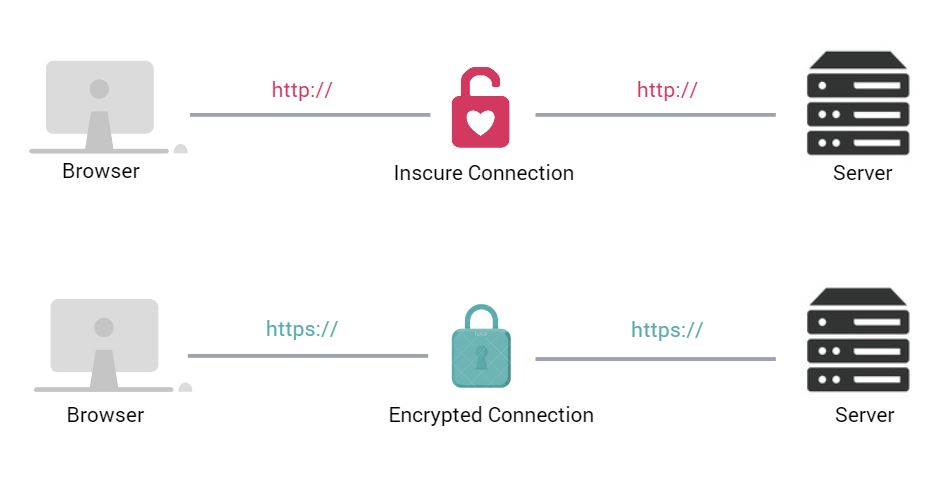 http://
http://
Browser
Inscure Connection
Server
https://
https://
Browser
Encrypted Connection
Server